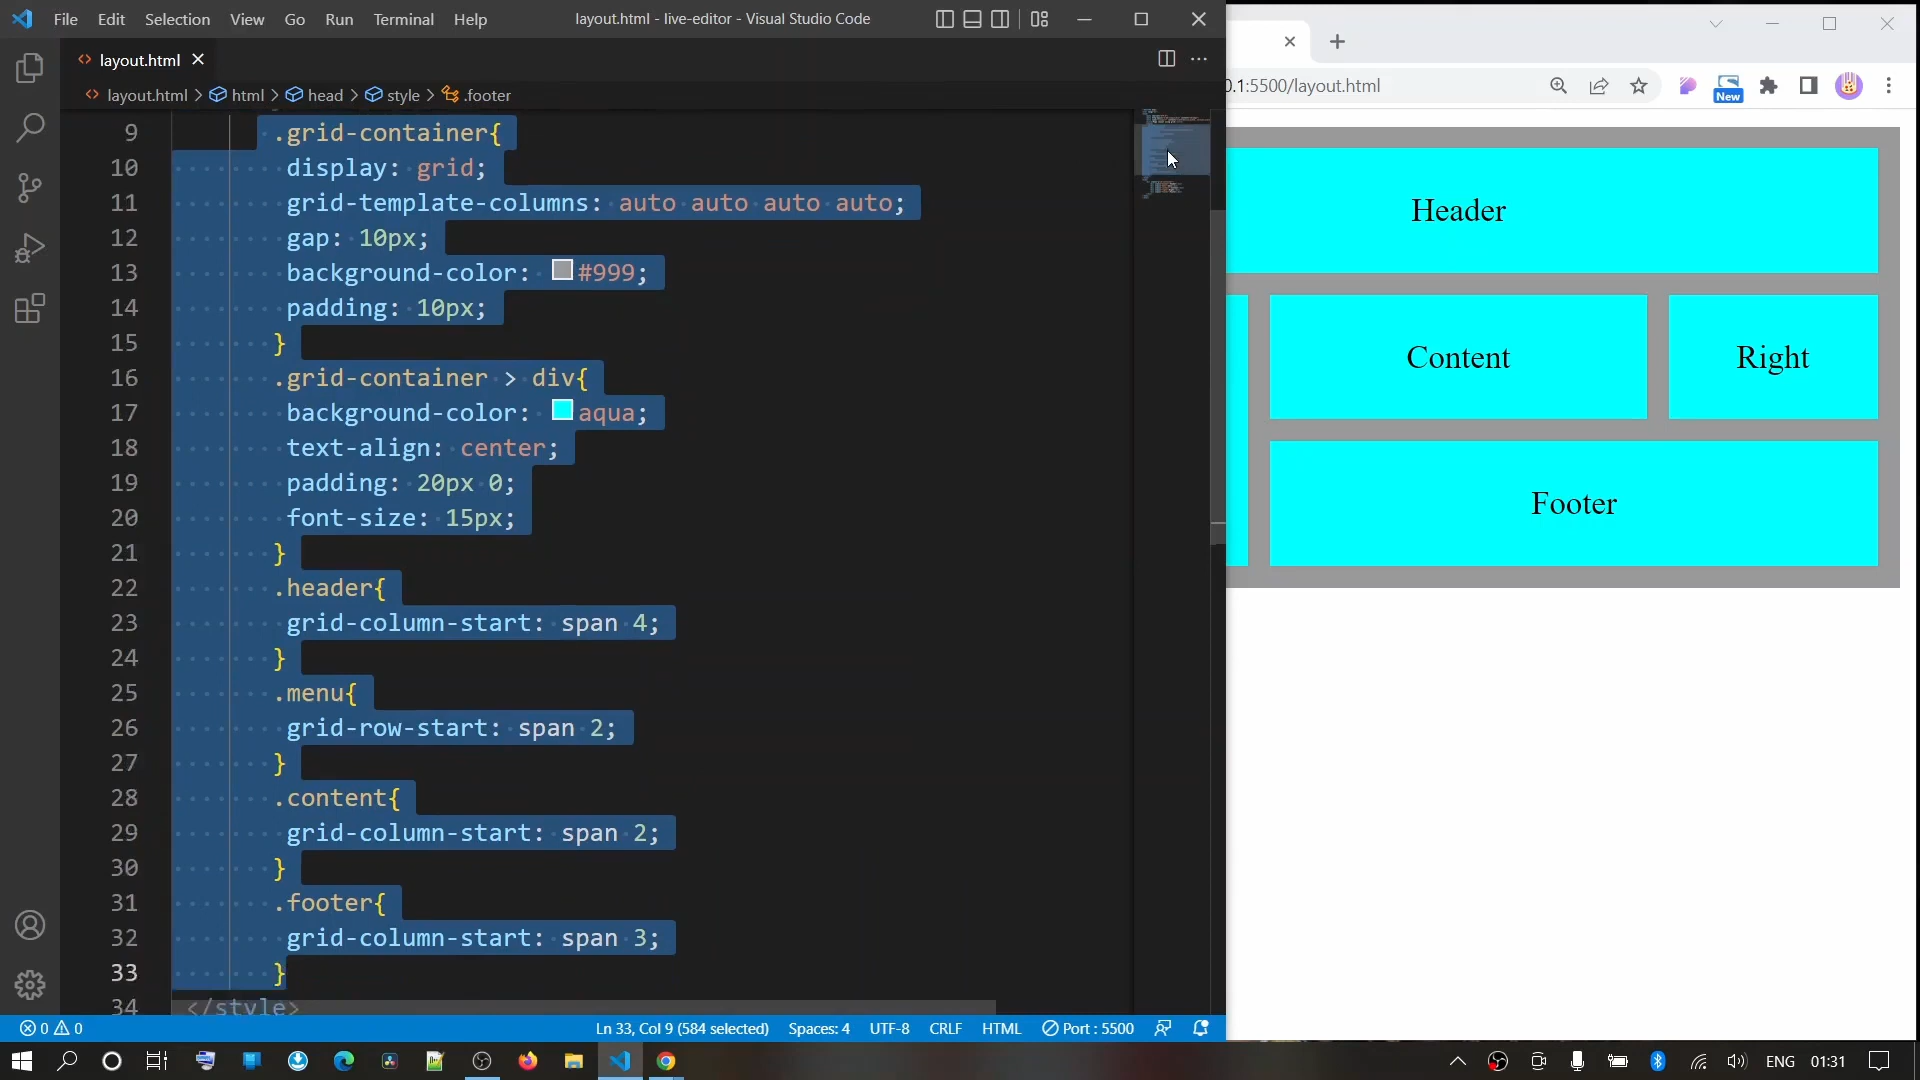 File Edit Selection View Go Run Terminal Help layout.html - live-editor - Visual Studio Code
layout.html
layout.html > html > head > style > .footer
9 .grid-container{
10 display: grid;
11 grid-template-columns: auto auto auto auto;
12 gap: 10px;
13 background-color: #999;
14 padding: 10px;
15 }
16 .grid-container > div{
17 background-color: aqua;
18 text-align: center;
19 padding: 20px 0;
20 font-size: 15px;
21 }
22 .header{
23 grid-column-start: span 4;
24 }
25 .menu{
26 grid-row-start: span 2;
27 }
28 .content{
29 grid-column-start: span 2;
30 }
31 .footer{
32 grid-column-start: span 3;
33 }
34 </style>
0 0 Ln 33, Col 9 (584 selected) Spaces: 4 UTF-8 CRLF HTML Port : 5500
0.1:5500/layout.html
New
Header
Content
Right
Footer
ENG 01:31